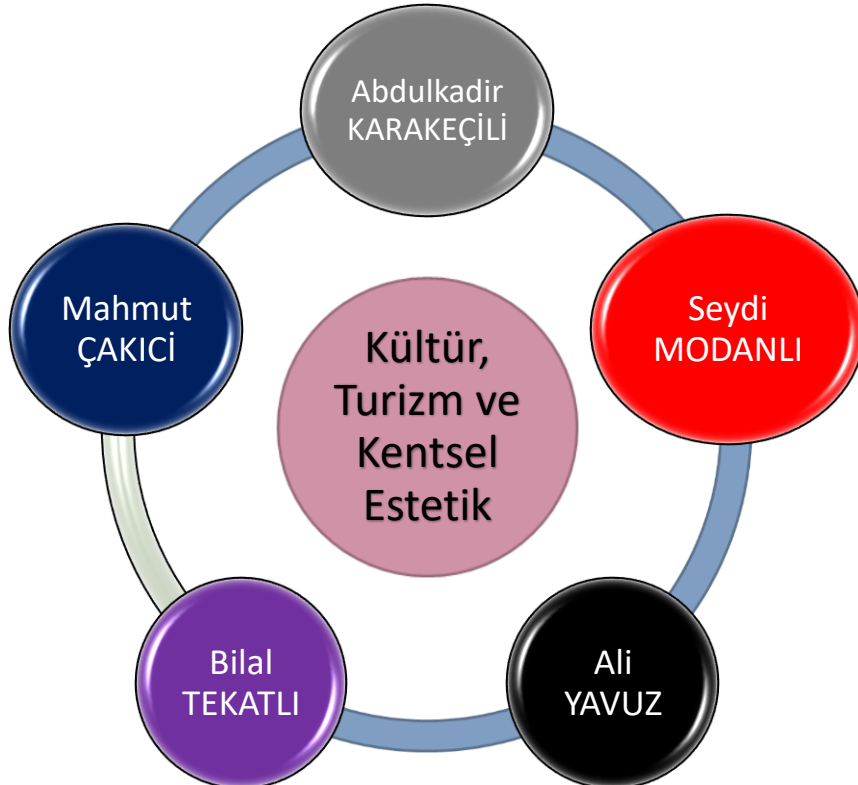 Abdulkadir
KARAKEÇİLİ
Seydi
MODANLI
Ali
YAVUZ
Bilal
TEKATLI
Mahmut
ÇAKICİ
Kültür,
Turizm ve
Kentsel
Estetik